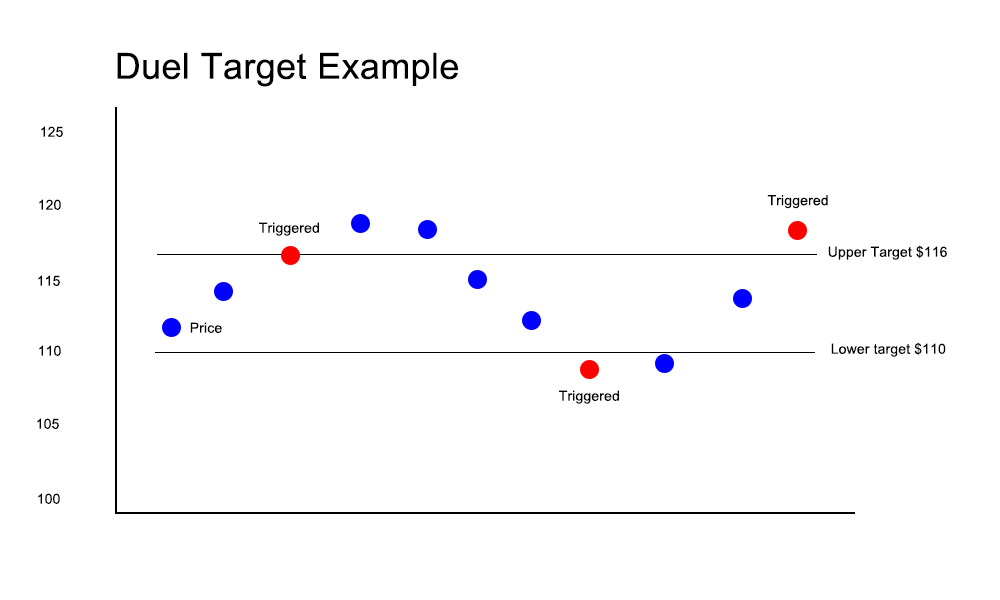 Duel Target Example
125
120
Triggered
Triggered
Upper Target $116
115
Price
110
Lower target $110
Triggered
105
100